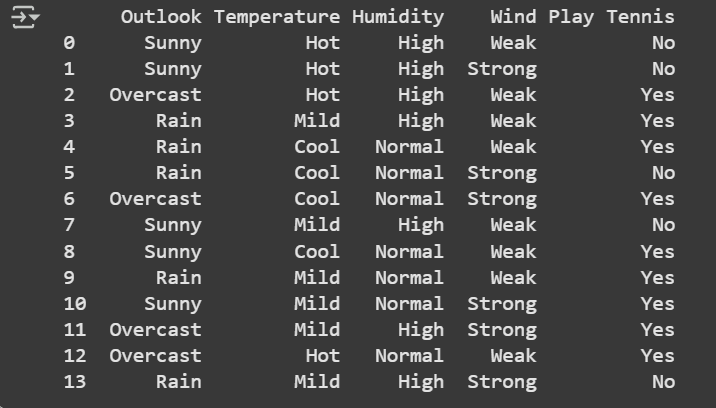 Outlook Temperature Humidity Wind Play Tennis
0 Sunny Hot High Weak No
1 Sunny Hot High Strong No
2 Overcast Hot High Weak Yes
3 Rain Mild High Weak Yes
4 Rain Cool Normal Weak Yes
5 Rain Cool Normal Strong No
6 Overcast Cool Normal Strong Yes
7 Sunny Mild High Weak No
8 Sunny Cool Normal Weak Yes
9 Rain Mild Normal Weak Yes
10 Sunny Mild Normal Strong Yes
11 Overcast Mild High Strong Yes
12 Overcast Hot Normal Weak Yes
13 Rain Mild High Strong No